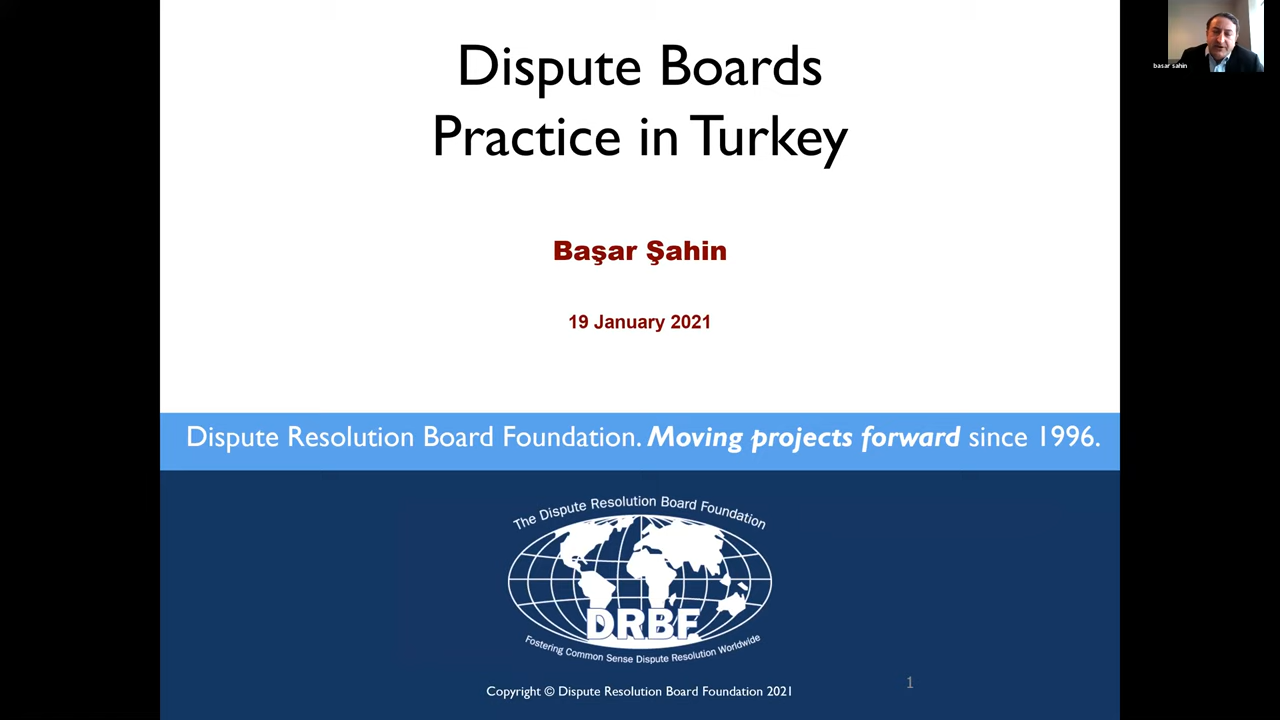 Dispute Boards
Practice in Turkey
basar sahin
Başar Şahin
19 January 2021
Dispute Resolution Board Foundation. Moving projects forward since 1996.
The Dispute Resolution Board Foundation
DRBF
Fostering Common Sense Dispute Resolution Worldwide
Copyright © Dispute Resolution Board Foundation 2021
1